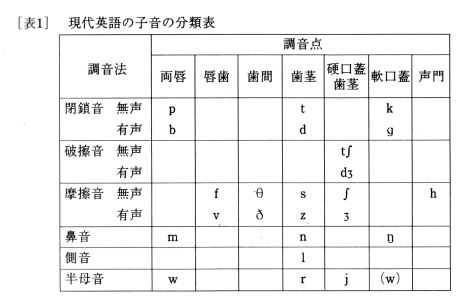 [表1] 現代英語の子音の分類表
調音法 調音点
両唇 唇歯 歯間 歯茎 硬口蓋歯茎 軟口蓋 声門
閉鎖音 無声 p t k
有声 b d g
破擦音 無声 tʃ
有声 dʒ
摩擦音 無声 f θ s ʃ h
有声 v ð z ʒ
鼻音 m n ŋ
側音 l
半母音 w r j (w)